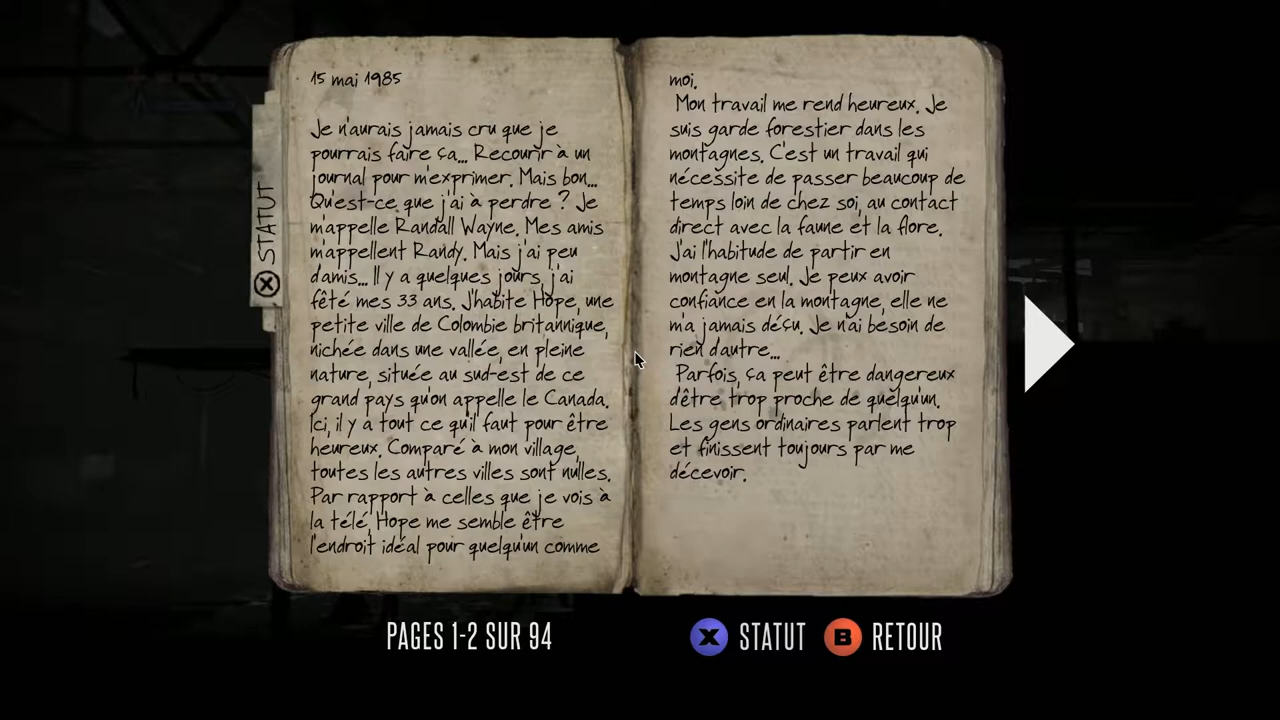 15 mai 1985
Je n'aurais jamais cru que je
pourrais faire ça... Recourir à un
journal pour m'exprimer. Mais bon...
Qu'est-ce que j'ai à perdre ? Je
m'appelle Randall Wayne. Mes amis
m'appellent Randy. Mais j'ai peu
d'amis... Il y a quelques jours, j'ai
fêté mes 33 ans. J'habite Hope, une
petite ville de Colombie britannique,
nichée dans une vallée, en pleine
nature, située au sud-est de ce
grand pays qu'on appelle le Canada.
Ici, il y a tout ce qu'il faut pour être
heureux. Comparé à mon village,
toutes les autres villes sont nulles.
Par rapport à celles que je vois à
la télé, Hope me semble être
l'endroit idéal pour quelqu'un comme
moi.
Mon travail me rend heureux. Je
suis garde forestier dans les
montagnes. C'est un travail qui
nécessite de passer beaucoup de
temps loin de chez soi, au contact
direct avec la faune et la flore.
J'ai l'habitude de partir en
montagne seul. Je peux avoir
confiance en la montagne, elle ne
m'a jamais déçu. Je n'ai besoin de
rien d'autre...
Parfois, ça peut être dangereux
d'être trop proche de quelqu'un.
Les gens ordinaires parlent trop
et finissent toujours par me
décevoir.
X STATUT
PAGES 1-2 SUR 94
X STATUT B RETOUR